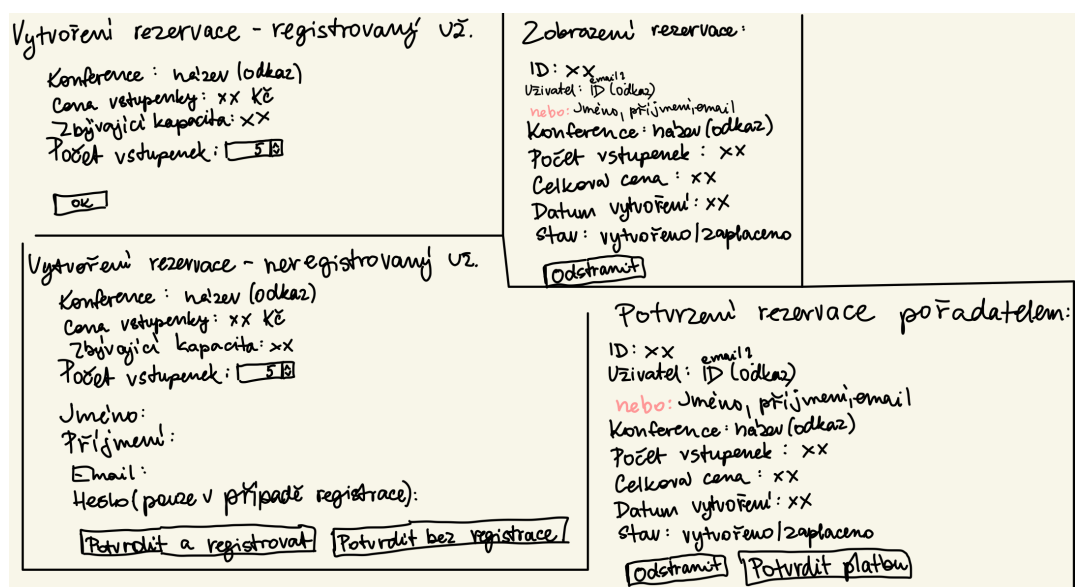 Vytvoření rezervace - registrovaný už.
Konference: název (odkaz)
Cena vstupenky: xx Kč
Zbývající kapacita: xx
Počet vstupenek: 5
OK
Zobrazení rezervace:
ID: xx
email?
Uživatel: ID (odkaz)
nebo: Jméno, příjmení, email
Konference: název (odkaz)
Počet vstupenek: xx
Celková cena: xx
Datum vytvoření: xx
Stav: vytvořeno/zaplaceno
Odstranit
Vytvoření rezervace - neregistrovaný už.
Konference: název (odkaz)
Cena vstupenky: xx Kč
Zbývající kapacita: xx
Počet vstupenek: 5
Jméno:
Příjmení:
Email:
Heslo (pouze v případě registrace):
Potvrdit a registrovat Potvrdit bez registrace
Potvrzení rezervace pořadatelem:
ID: xx
email?
Uživatel: ID (odkaz)
nebo: Jméno, příjmení, email
Konference: název (odkaz)
Počet vstupenek: xx
Celková cena: xx
Datum vytvoření: xx
Stav: vytvořeno/zaplaceno
Odstranit Potvrdit platbu